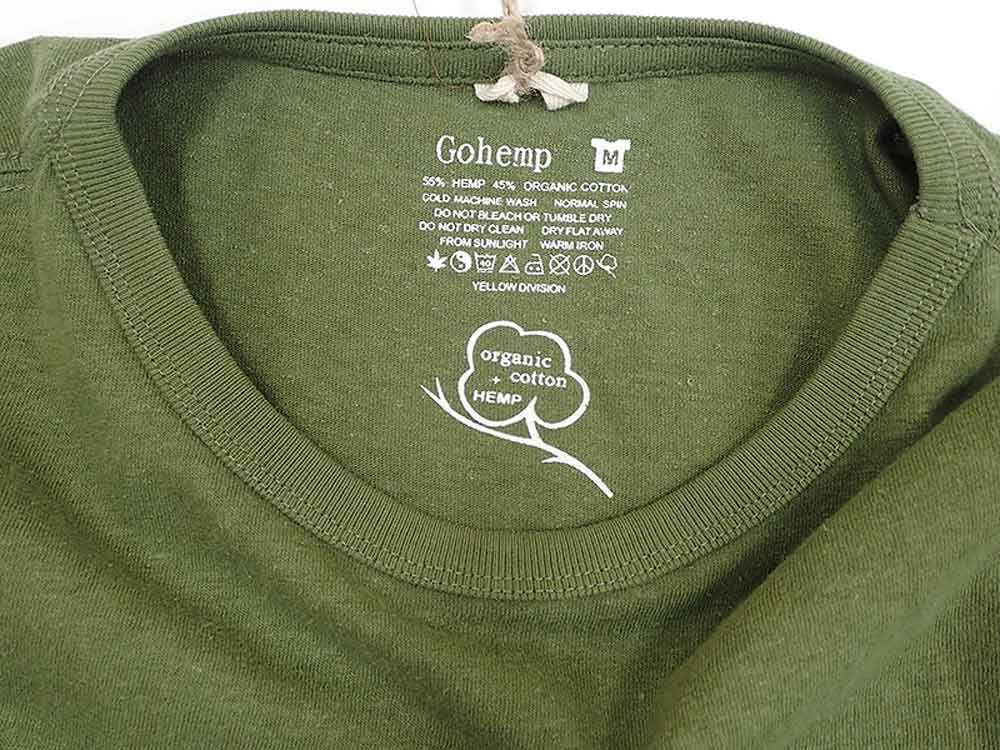 Gohemp
M
55% HEMP 45% ORGANIC COTTON
COLD MACHINE WASH NORMAL SPIN
DO NOT BLEACH OR TUMBLE DRY
DO NOT DRY CLEAN DRY FLAT AWAY
FROM SUNLIGHT WARM IRON
40
YELLOW DIVISION
organic
+ cotton
HEMP